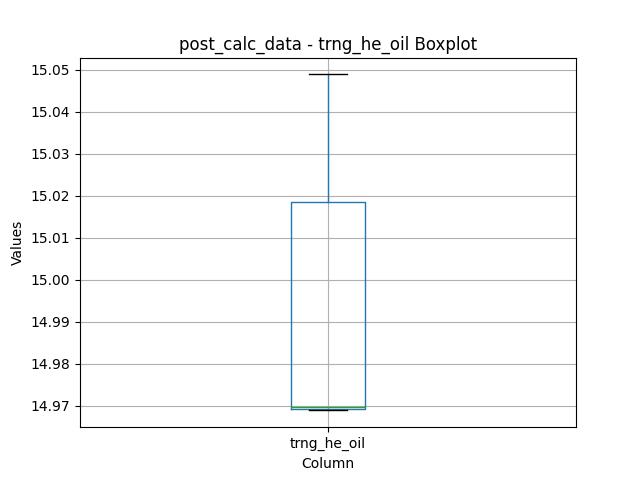 post_calc_data - trng_he_oil Boxplot
15.05
15.04
15.03
15.02
15.01
15.00
14.99
14.98
14.97
Values
trng_he_oil
Column